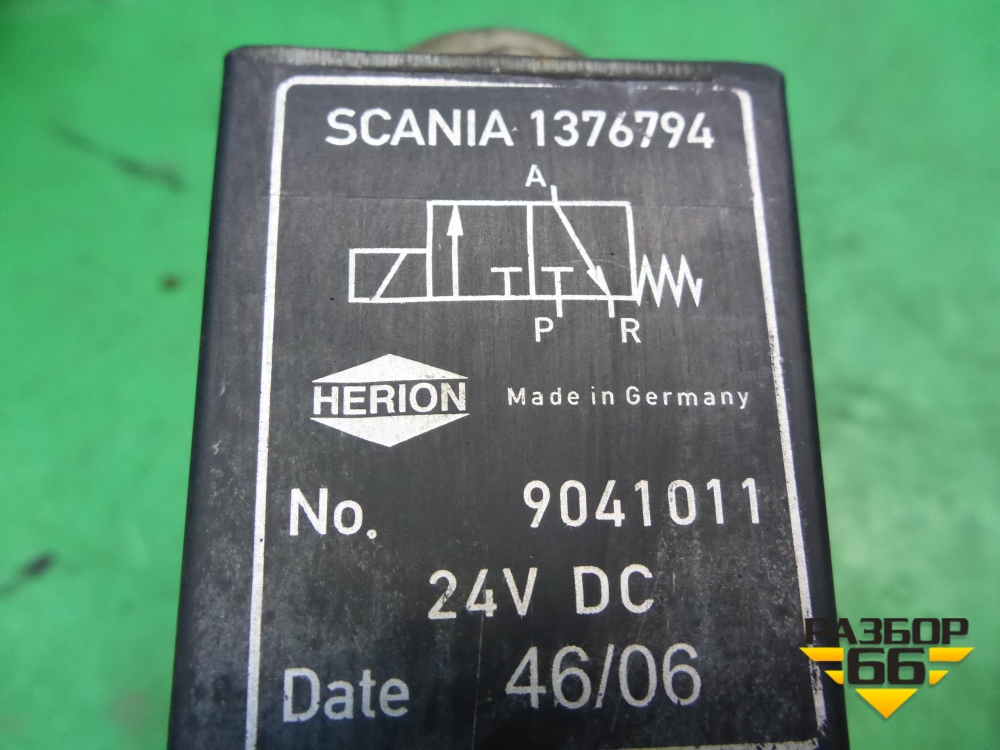 SCANIA 1376794
A
P R
HERION Made in Germany
No. 9041011
24V DC
Date 46/06
РАЗБОР
66